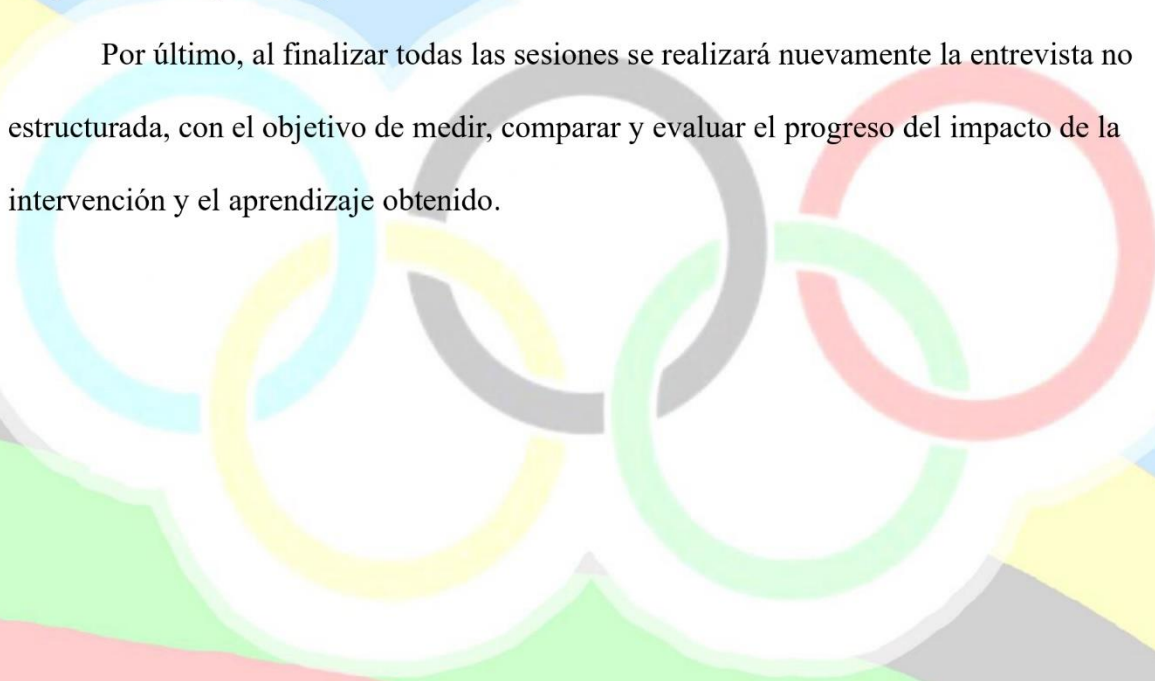 Por último, al finalizar todas las sesiones se realizará nuevamente la entrevista no
estructurada, con el objetivo de medir, comparar y evaluar el progreso del impacto de la
intervención y el aprendizaje obtenido.